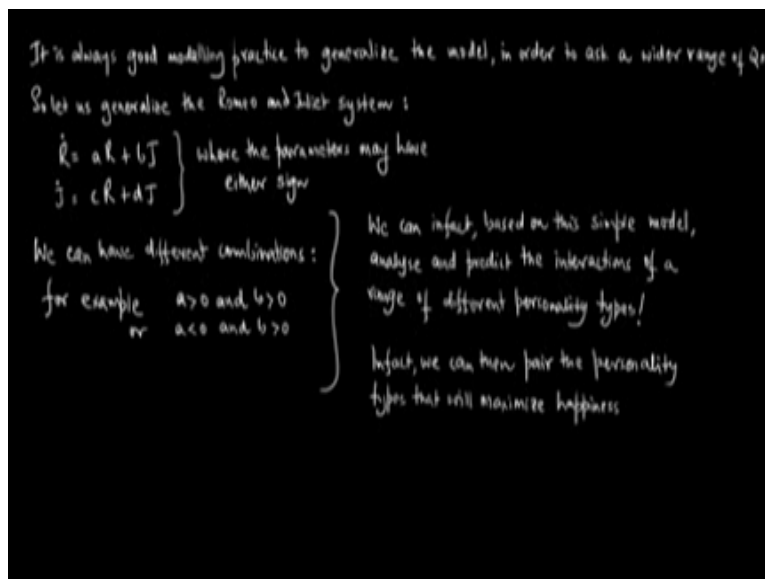 It is always good modelling practice to generalize the model, in order to ask a wider range of
So let us generalize the Romeo and Juliet system :
Ṙ = aR + bJ
J̇ = cR + dJ
where the parameters may have
either sign
We can have different combinations :
for example a>0 and b>0
or a<0 and b>0
We can infact, based on this simple model,
analyse and predict the interactions of a
range of different personality types!
Infact, we can then pair the personality
types that will maximize happiness